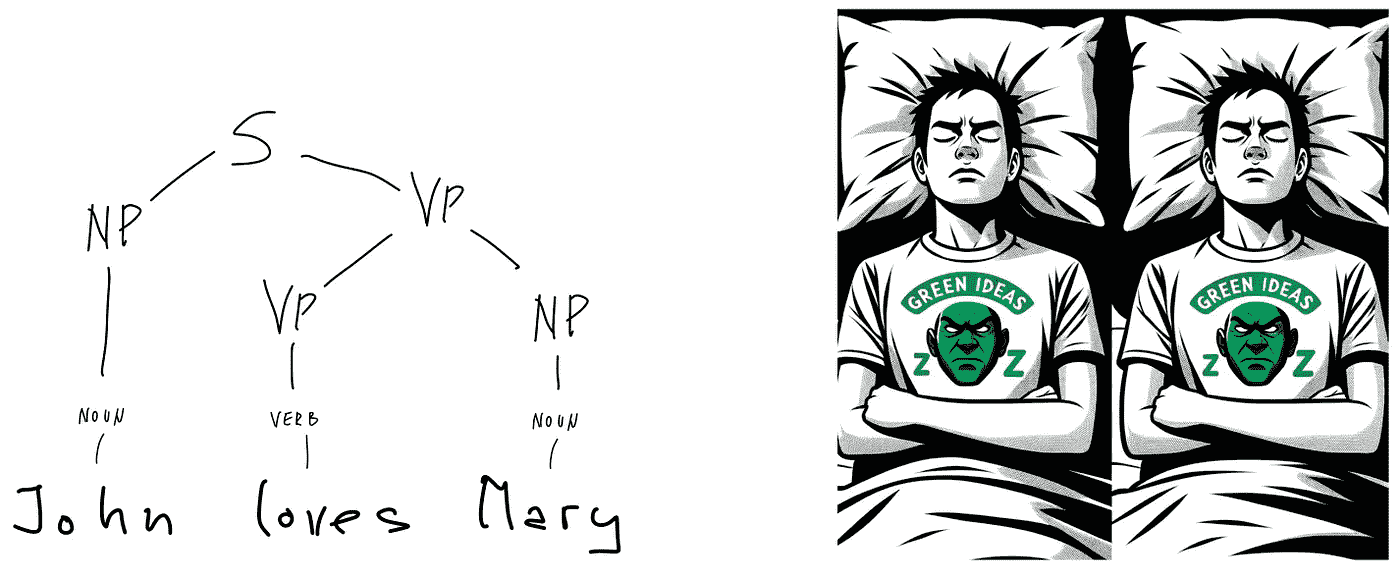 S
NP VP
VP NP
NOUN VERB NOUN
John loves Mary
GREEN IDEAS
Z Z
GREEN IDEAS
Z Z